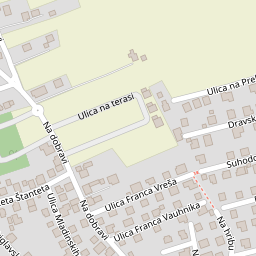 Ulica na terasi
Ulica na Pre
Dravsk
Na dobravi
Suhodo
Ulica Franca Vreša
eta Štanteta
Ulica Mladinskih
Na dobravi
Ulica Franca Vauhnika
Na hribu
glavsk